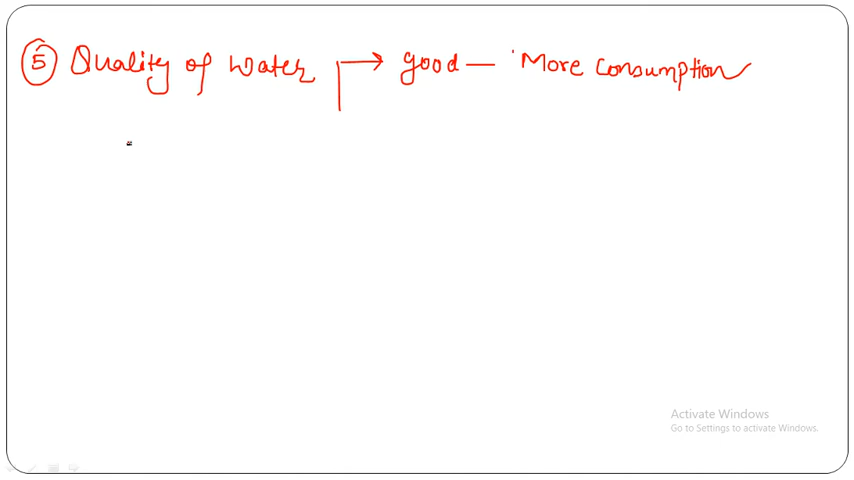 ⑤ Quality of water → good — More consumption
Activate Windows
Go to Settings to activate Windows.